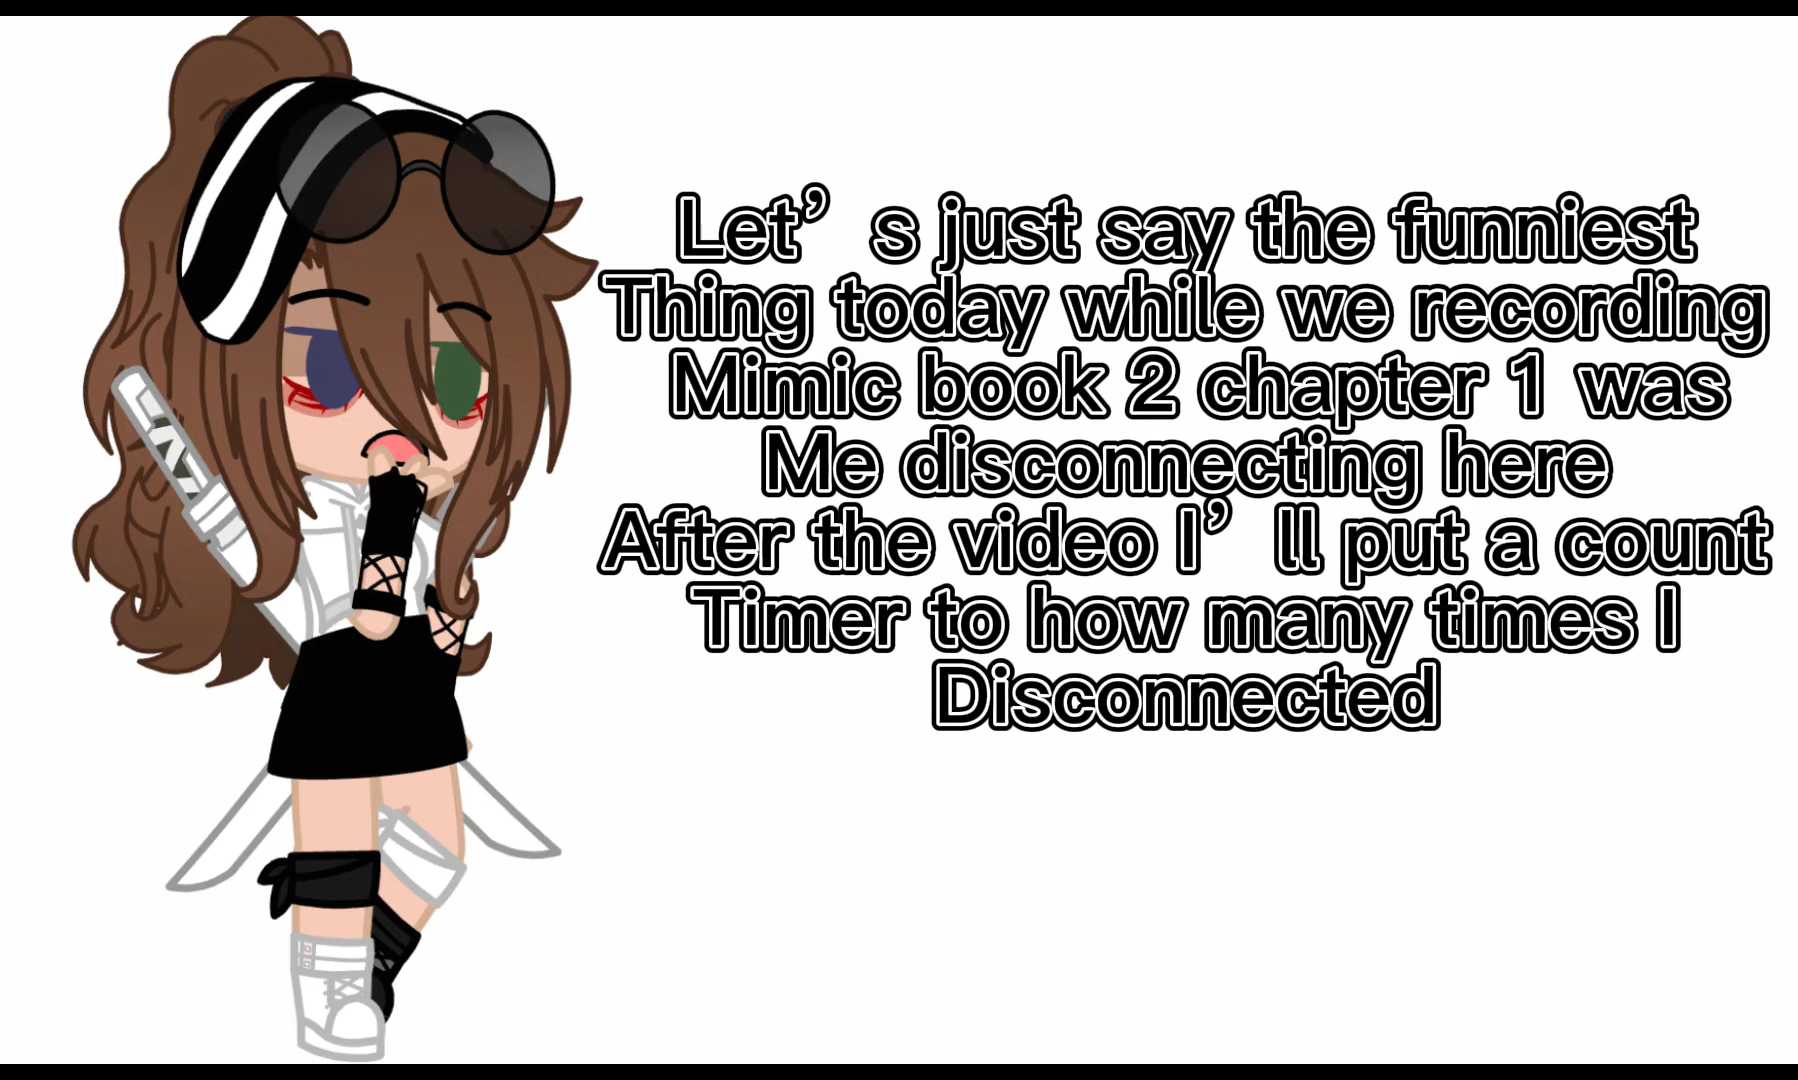 Let’s just say the funniest
Thing today while we recording
Mimic book 2 chapter 1 was
Me disconnecting here
After the video I’ll put a count
Timer to how many times I
Disconnected